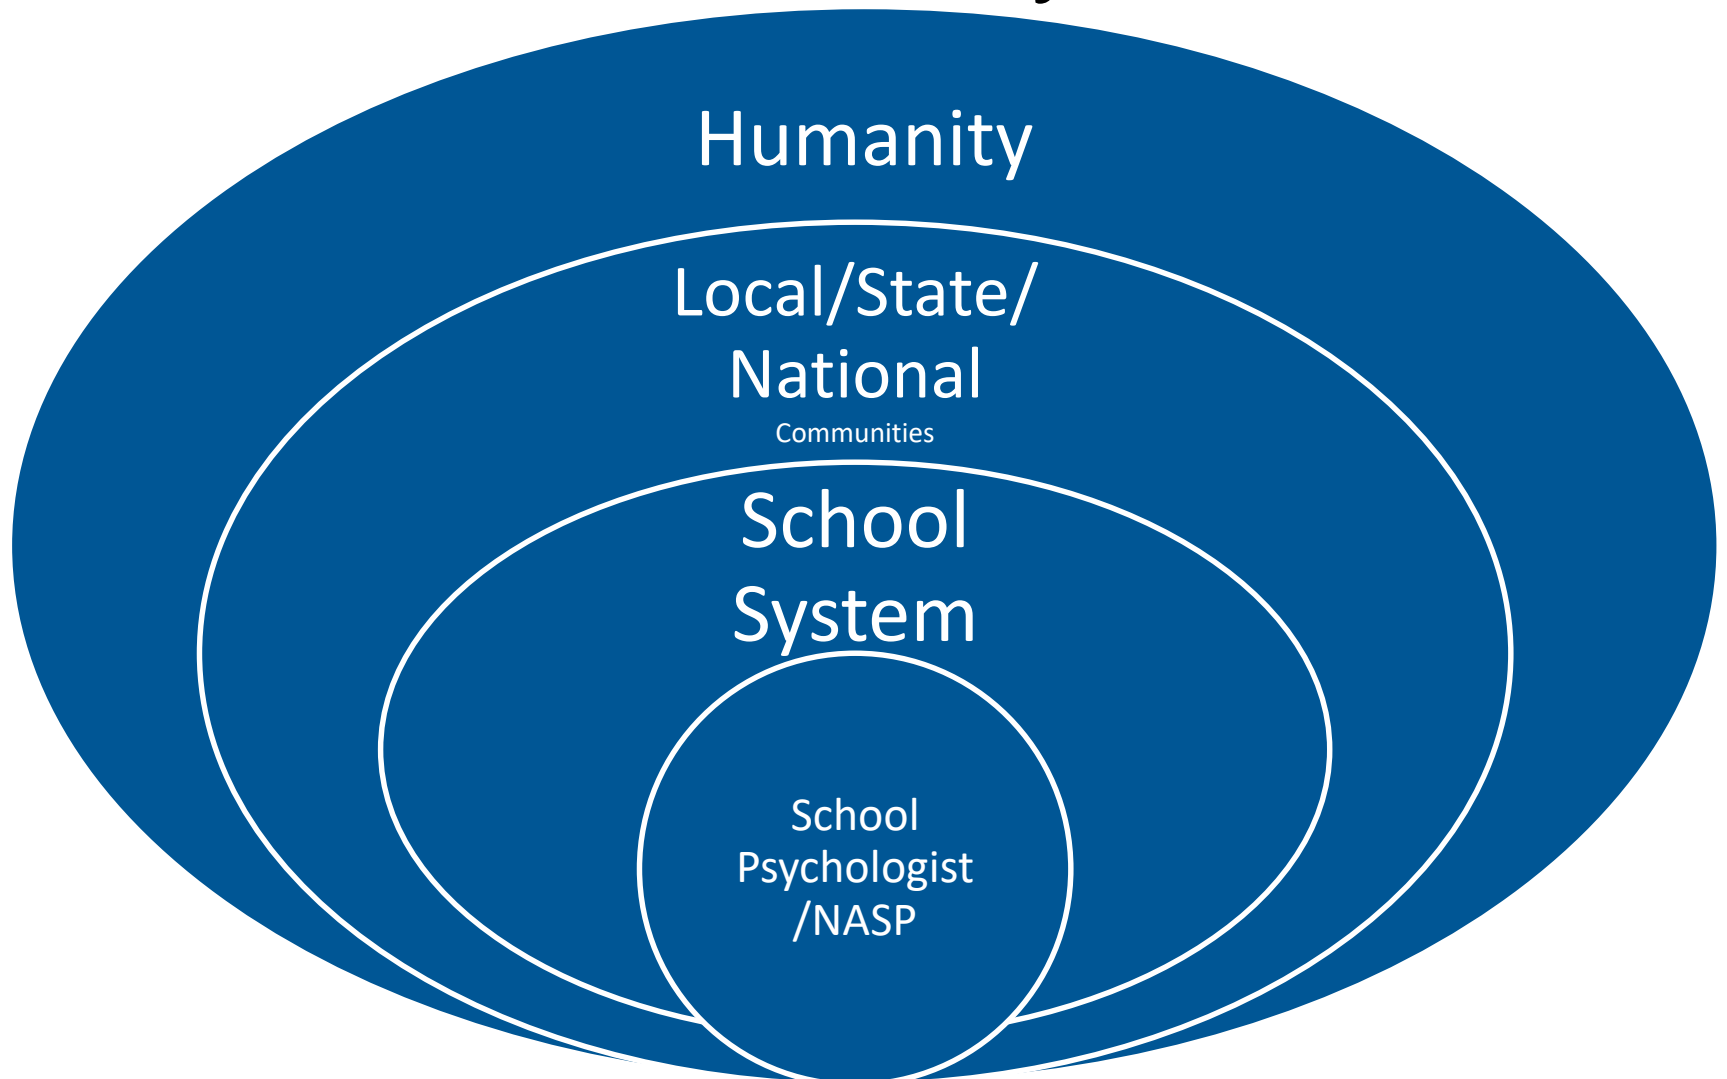 Humanity
Local/State/
National
Communities
School
System
School
Psychologist
/NASP